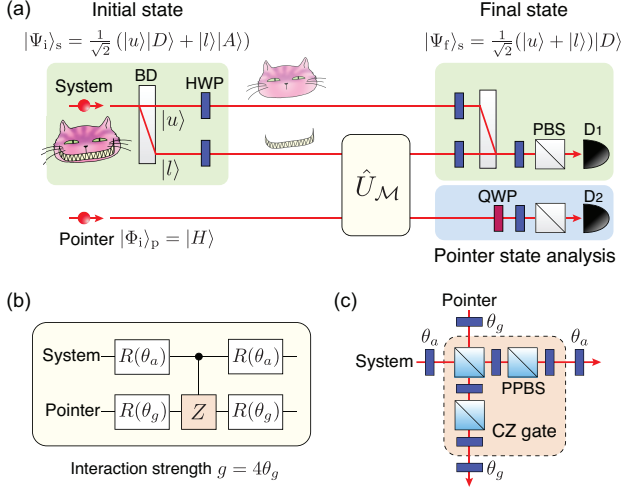 (a)
Initial state
Final state
|Ψi⟩s = 1/√2 (|u⟩|D⟩ + |l⟩|A⟩)
|Ψf⟩s = 1/√2 (|u⟩ + |l⟩)|D⟩
System
BD
HWP
|u⟩
|l⟩
PBS
D1
ÛM
QWP
D2
Pointer |Φi⟩p = |H⟩
Pointer state analysis
(b)
System
R(θa)
R(θa)
Pointer
R(θg)
Z
R(θg)
Interaction strength g = 4θg
(c)
Pointer
θg
θa
θa
System
PPBS
CZ gate
θg